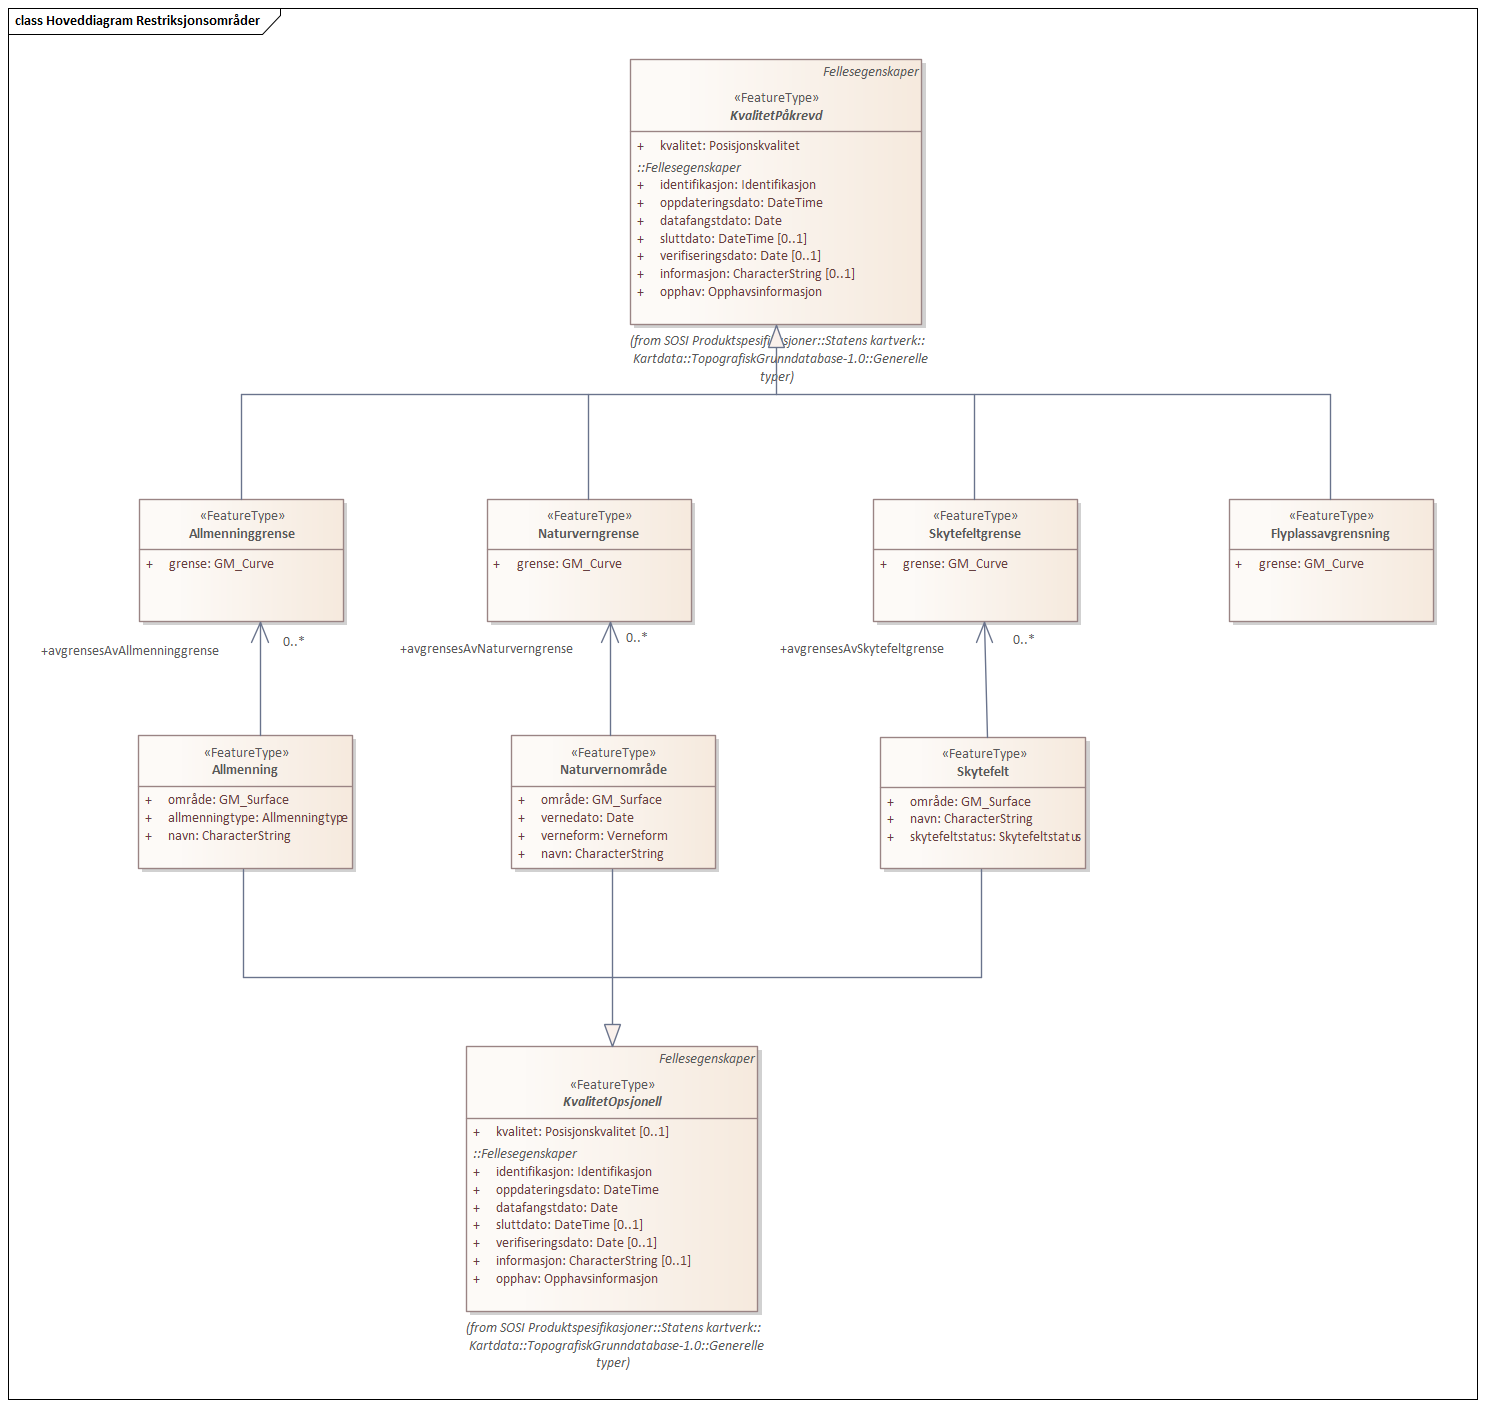 class Hoveddiagram Restriksjonsområder
Fellesegenskaper
«FeatureType»
KvalitetPåkrevd
+ kvalitet: Posisjonskvalitet
::Fellesegenskaper
+ identifikasjon: Identifikasjon
+ oppdateringsdato: DateTime
+ datafangstdato: Date
+ sluttdato: DateTime [0..1]
+ verifiseringsdato: Date [0..1]
+ informasjon: CharacterString [0..1]
+ opphav: Opphavsinformasjon
(from SOSI Produktspesifikasjoner::Statens kartverk::
Kartdata::TopografiskGrunndatabase-1.0::Generelle
typer)
«FeatureType»
Allmenninggrense
+ grense: GM_Curve
«FeatureType»
Naturverngrense
+ grense: GM_Curve
«FeatureType»
Skytefeltgrense
+ grense: GM_Curve
«FeatureType»
Flyplassavgrensning
+ grense: GM_Curve
0..*
+avgrensesAvAllmenninggrense
0..*
+avgrensesAvNaturverngrense
0..*
+avgrensesAvSkytefeltgrense
«FeatureType»
Allmenning
+ område: GM_Surface
+ allmenningtype: Allmenningtype
+ navn: CharacterString
«FeatureType»
Naturvernområde
+ område: GM_Surface
+ vernedato: Date
+ verneform: Verneform
+ navn: CharacterString
«FeatureType»
Skytefelt
+ område: GM_Surface
+ navn: CharacterString
+ skytefeltstatus: Skytefeltstatus
Fellesegenskaper
«FeatureType»
KvalitetOpsjonell
+ kvalitet: Posisjonskvalitet [0..1]
::Fellesegenskaper
+ identifikasjon: Identifikasjon
+ oppdateringsdato: DateTime
+ datafangstdato: Date
+ sluttdato: DateTime [0..1]
+ verifiseringsdato: Date [0..1]
+ informasjon: CharacterString [0..1]
+ opphav: Opphavsinformasjon
(from SOSI Produktspesifikasjoner::Statens kartverk::
Kartdata::TopografiskGrunndatabase-1.0::Generelle
typer)